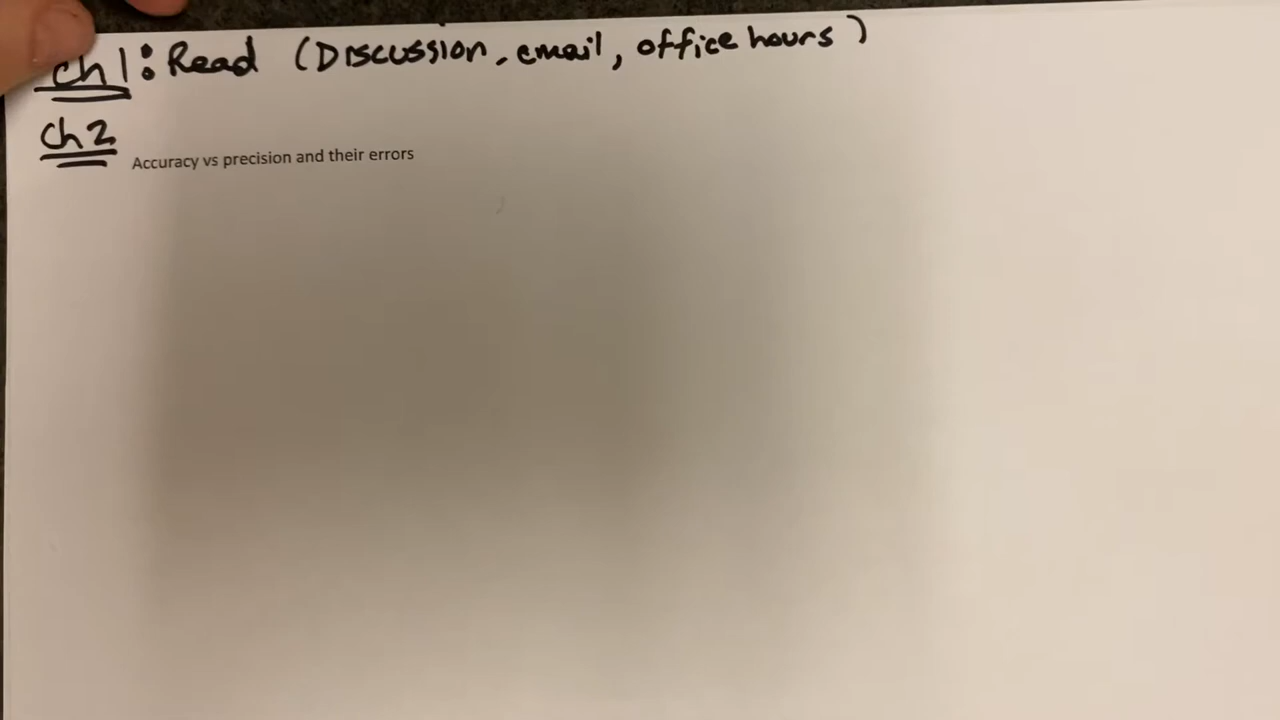 Ch1: Read (Discussion, email, office hours)
Ch2
Accuracy vs precision and their errors